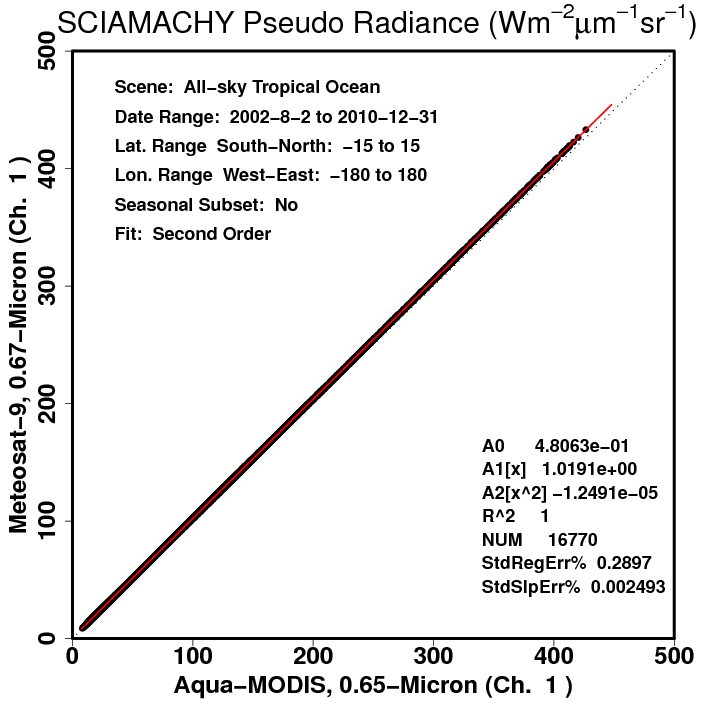 SCIAMACHY Pseudo Radiance (Wm−2μm−1sr−1)
Scene:  All−sky Tropical Ocean
Date Range:  2002−8−2 to 2010−12−31
Lat. Range  South−North:  −15 to 15
Lon. Range  West−East:  −180 to 180
Seasonal Subset:  No
Fit:  Second Order
Meteosat−9, 0.67−Micron (Ch.  1 )
500
400
300
200
100
0
A0     4.8063e−01
A1[x]   1.0191e+00
A2[x^2] −1.2491e−05
R^2     1
NUM     16770
StdRegErr%  0.2897
StdSlpErr%  0.002493
0 100 200 300 400 500
Aqua−MODIS, 0.65−Micron (Ch.  1 )